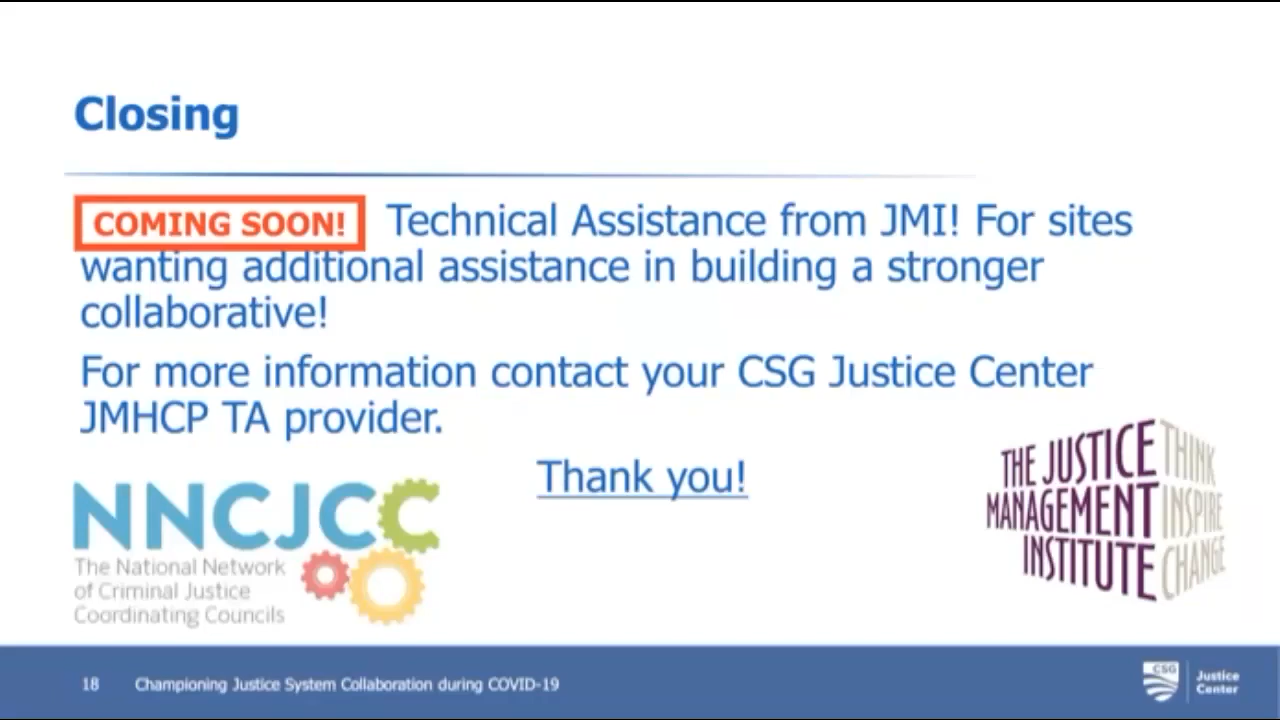 Closing
COMING SOON! Technical Assistance from JMI! For sites
wanting additional assistance in building a stronger
collaborative!
For more information contact your CSG Justice Center
JMHCP TA provider.
Thank you!
NNCJCC
The National Network
of Criminal Justice
Coordinating Councils
THE JUSTICE THINK
MANAGEMENT INSPIRE
INSTITUTE CHANGE
18 Championing Justice System Collaboration during COVID-19
CSG Justice
Center